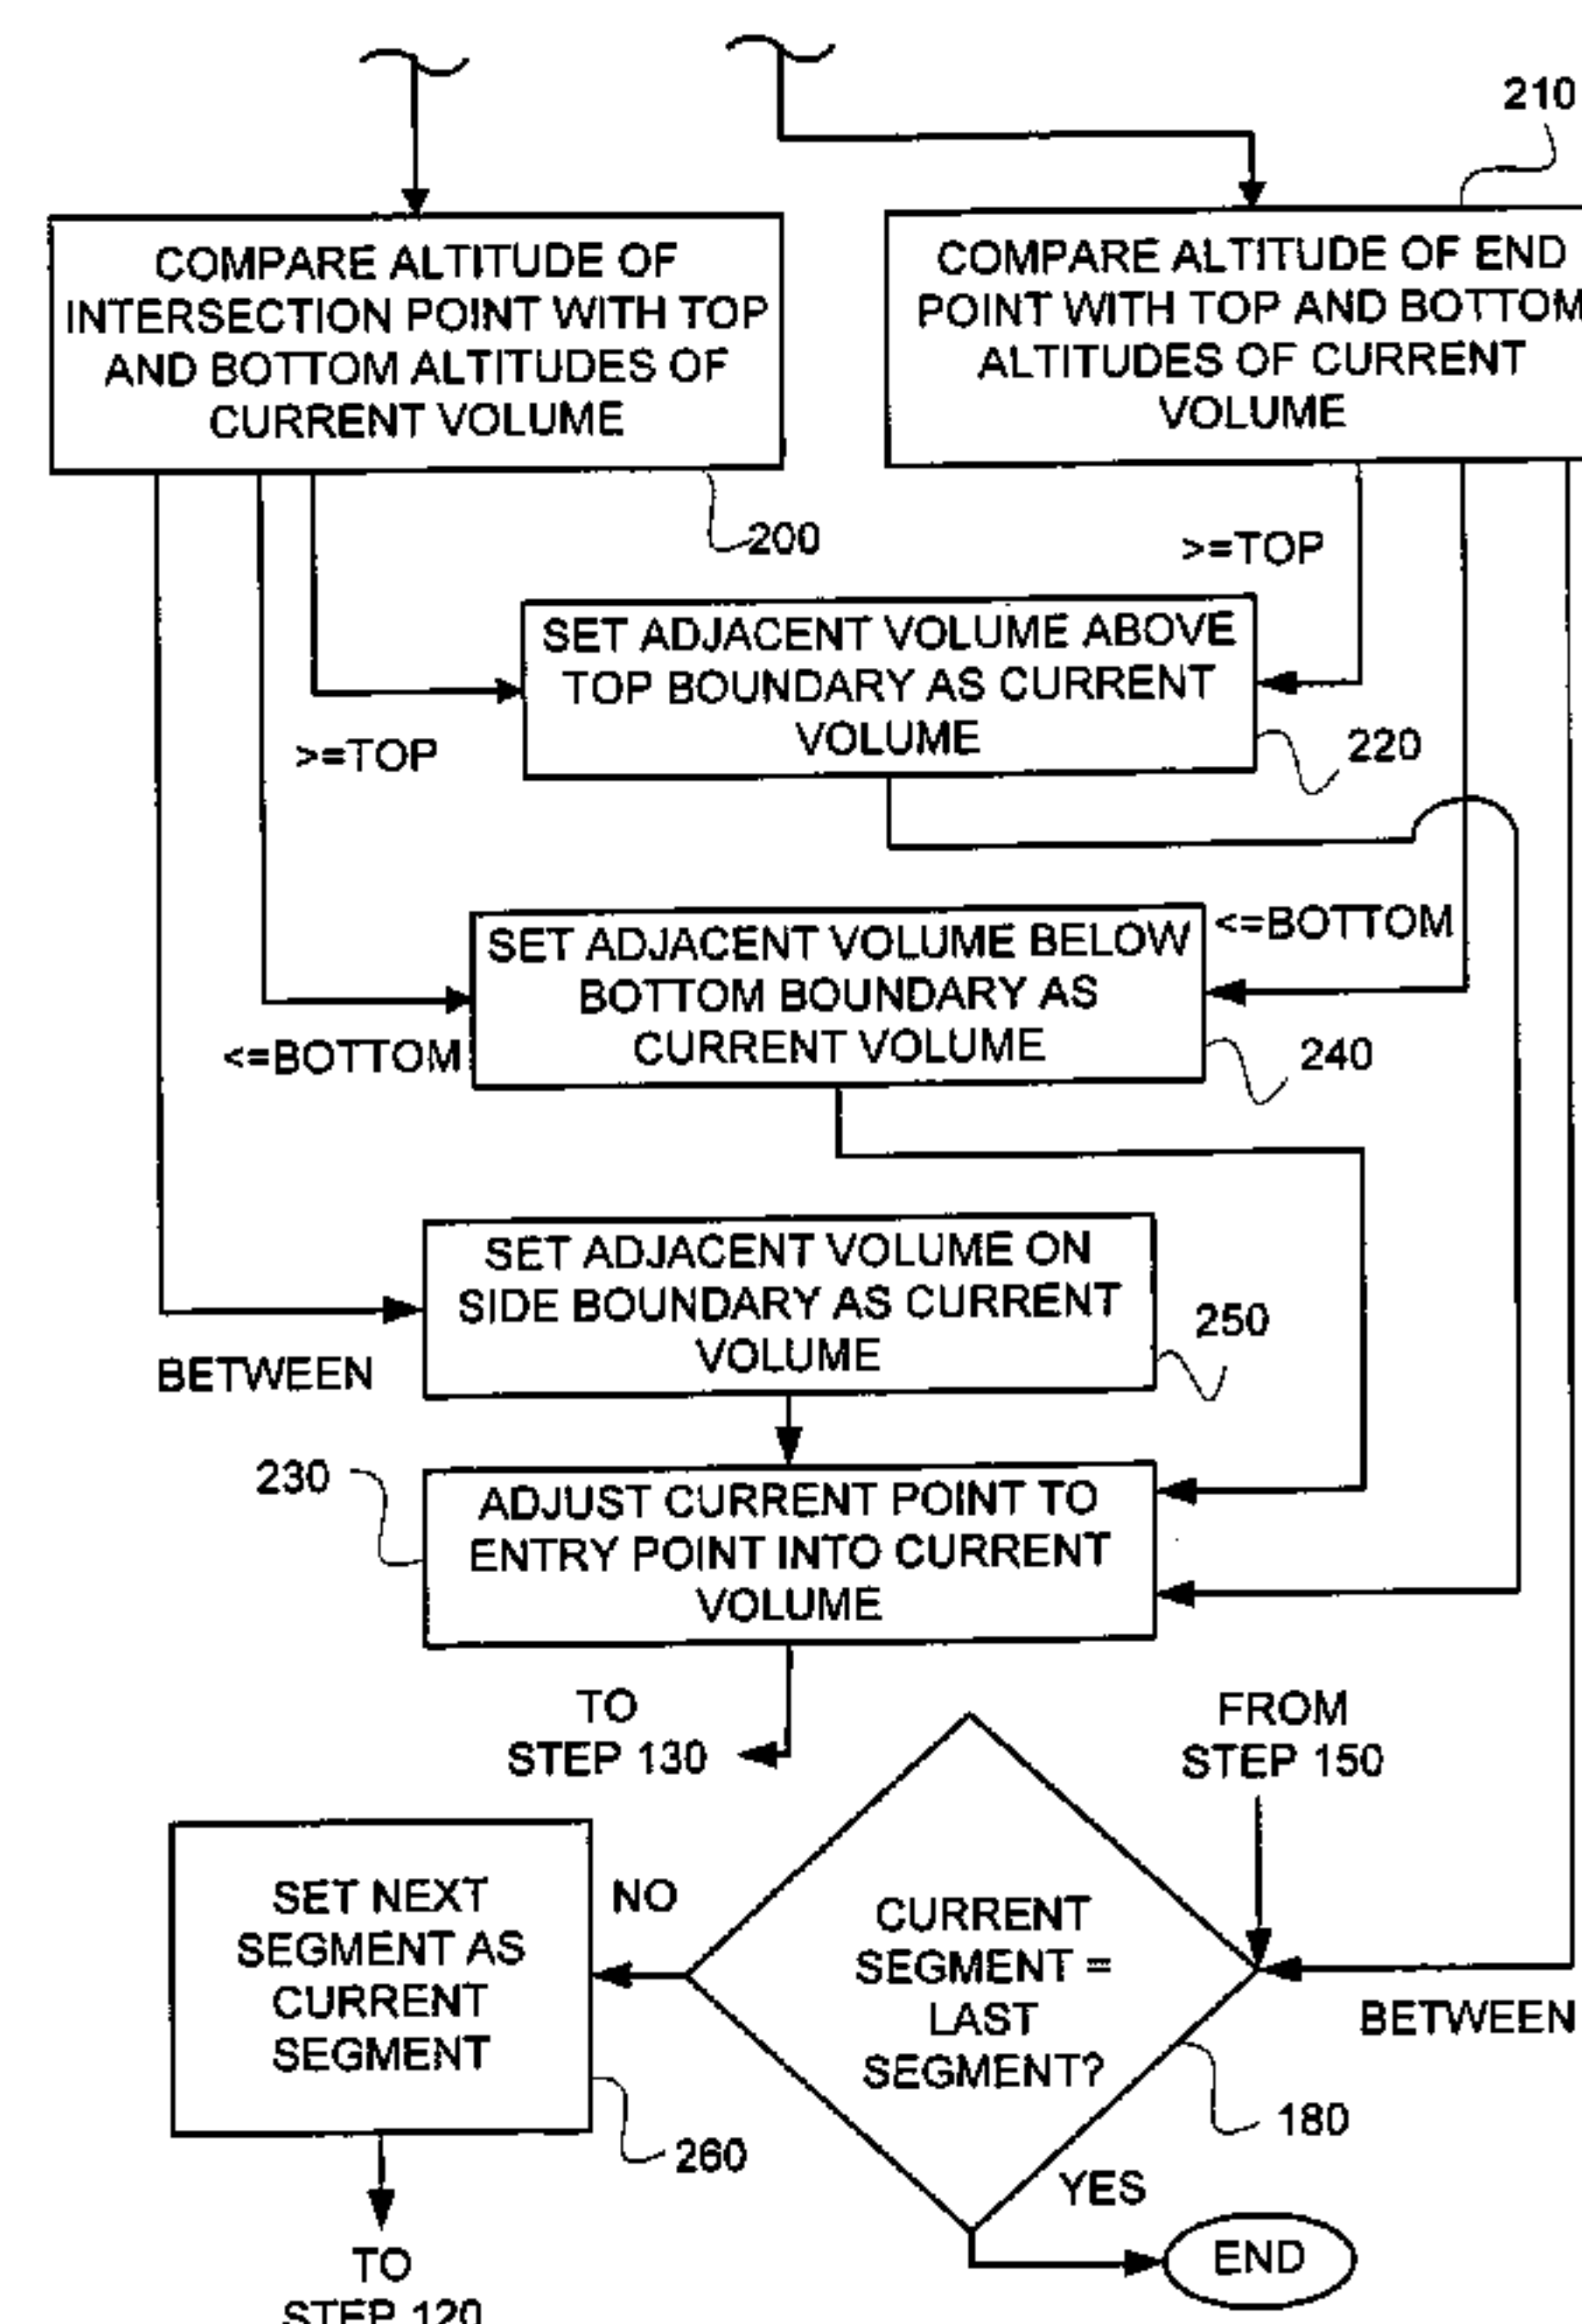 210
COMPARE ALTITUDE OF
INTERSECTION POINT WITH TOP
AND BOTTOM ALTITUDES OF
CURRENT VOLUME
COMPARE ALTITUDE OF END
POINT WITH TOP AND BOTTOM
ALTITUDES OF CURRENT
VOLUME
200
>=TOP
SET ADJACENT VOLUME ABOVE
TOP BOUNDARY AS CURRENT
VOLUME
>=TOP
220
<=BOTTOM
SET ADJACENT VOLUME BELOW
BOTTOM BOUNDARY AS
CURRENT VOLUME
<=BOTTOM
240
SET ADJACENT VOLUME ON
SIDE BOUNDARY AS CURRENT
VOLUME
250
BETWEEN
230
ADJUST CURRENT POINT TO
ENTRY POINT INTO CURRENT
VOLUME
TO
STEP 130
FROM
STEP 150
SET NEXT
SEGMENT AS
CURRENT
SEGMENT
NO
CURRENT
SEGMENT =
LAST
SEGMENT?
BETWEEN
180
260
YES
END
TO
STEP 120